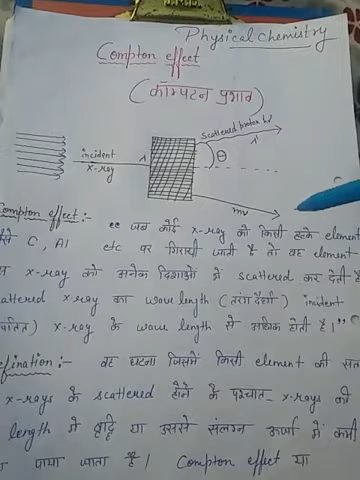 Physical chemistry
Compton effect
(कॉम्पटन प्रभाव)
scattered
λ'
incident
λ
x-ray
θ
mv
Compton effect :- "जब कोई x-ray को किसी हल्के element
C, Al etc पर गिरायी जाती है तो वह element
x-ray को अनेक दिशाओं में scattered कर देती है
scattered x-ray का wave length (तरंग दैर्ध्य) incident
x-ray के wave length से अधिक होती है।"
Defination :- वह घटना जिसमें किसी element की
x-rays के scattered होने के पश्चात x-rays की
length में वृद्धि या उससे संलग्न ऊर्जा में कमी
पाया जाता है। Compton effect या